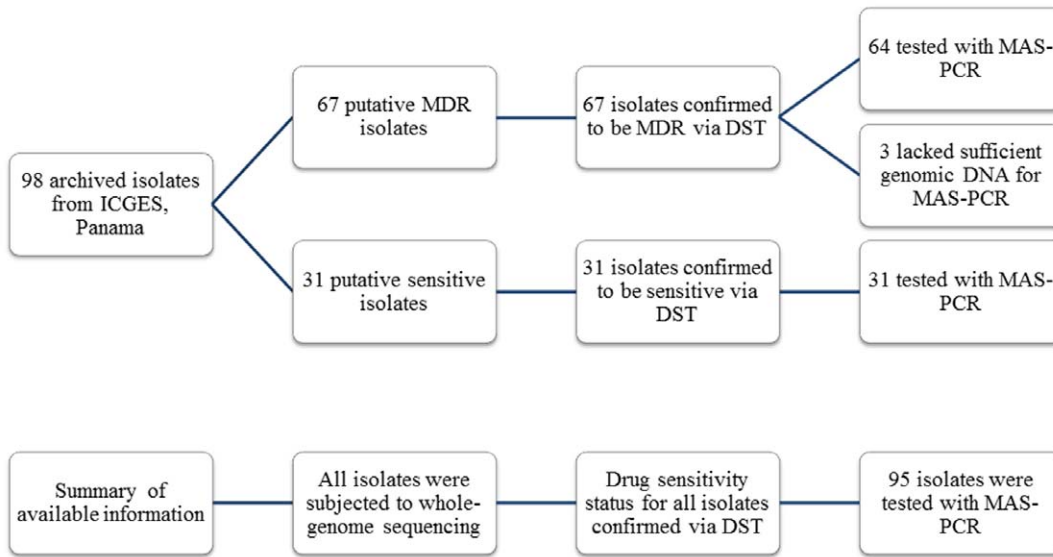 98 archived isolates
from ICGES,
Panama
67 putative MDR
isolates
67 isolates confirmed
to be MDR via DST
64 tested with MAS-
PCR
3 lacked sufficient
genomic DNA for
MAS-PCR
31 putative sensitive
isolates
31 isolates confirmed
to be sensitive via
DST
31 tested with MAS-
PCR
Summary of
available information
All isolates were
subjected to whole-
genome sequencing
Drug sensitivity
status for all isolates
confirmed via DST
95 isolates were
tested with MAS-
PCR